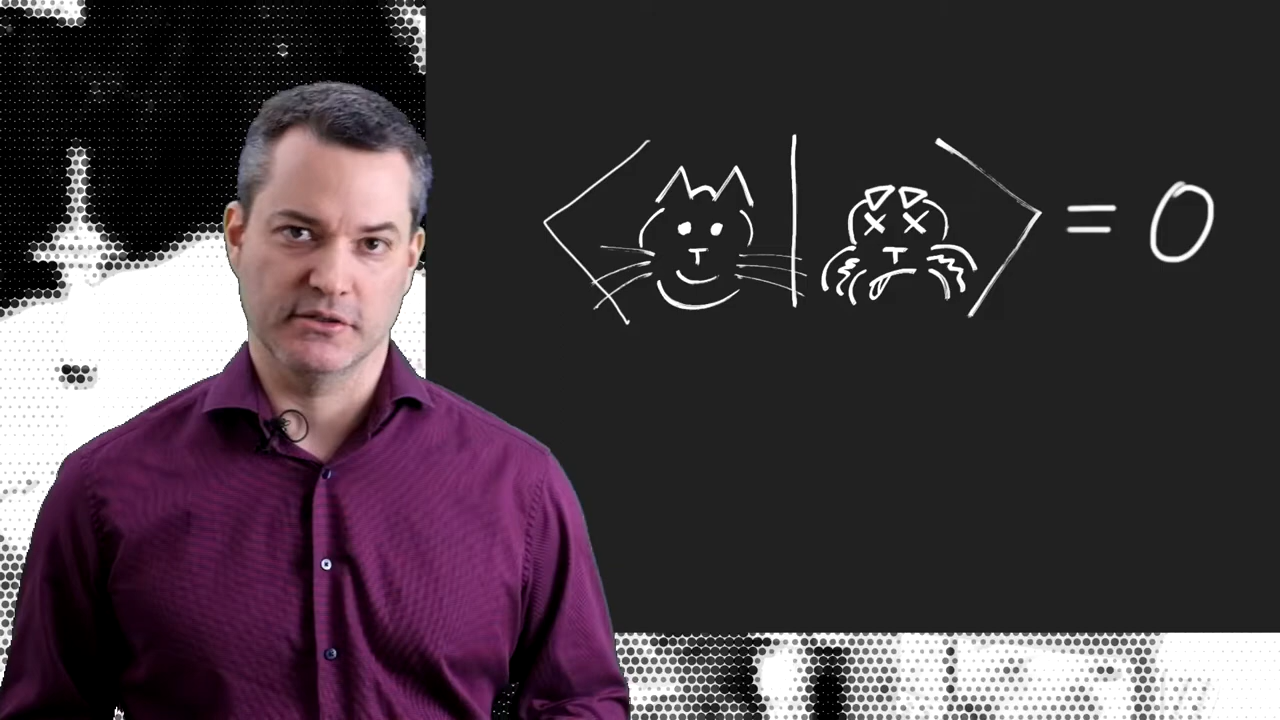 ⟨ | ⟩ = 0